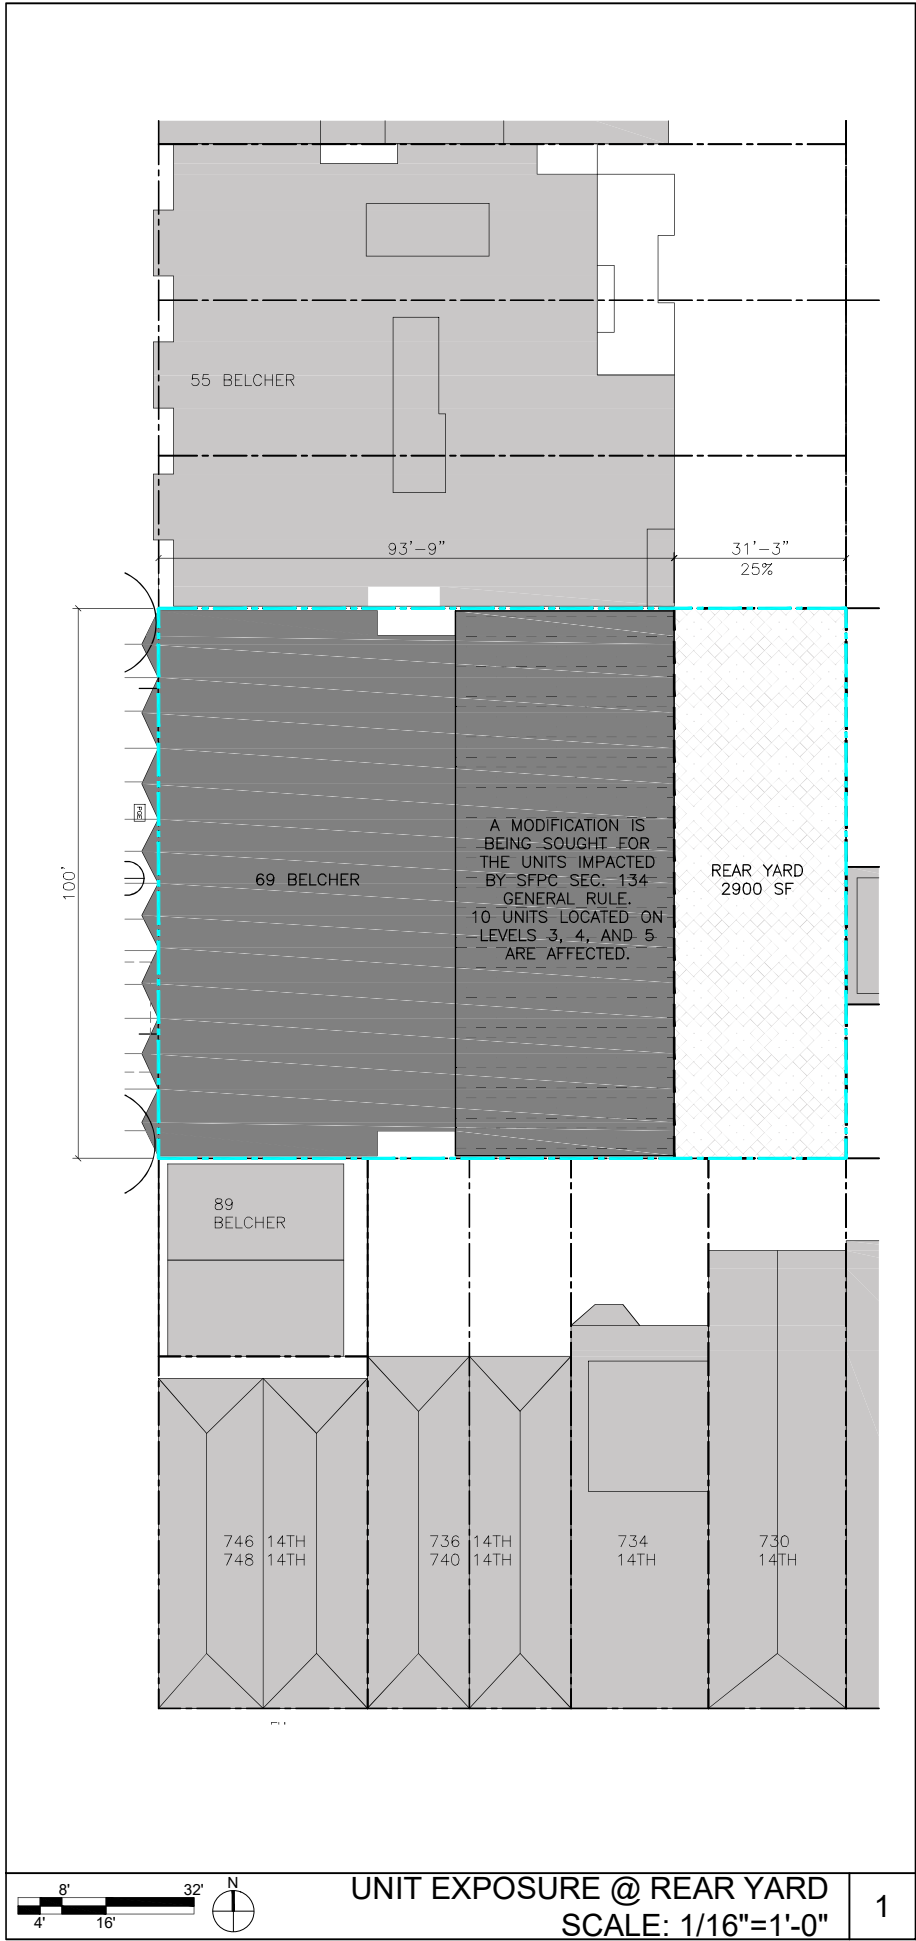 55 BELCHER
93'-9"
31'-3"
25%
100'
PGE
69 BELCHER
A MODIFICATION IS
BEING SOUGHT FOR
THE UNITS IMPACTED
BY SFPC SEC. 134
GENERAL RULE.
10 UNITS LOCATED ON
LEVELS 3, 4, AND 5
ARE AFFECTED.
REAR YARD
2900 SF
89
BELCHER
746 14TH
748 14TH
736 14TH
740 14TH
734
14TH
730
14TH
8'
32'
4'
16'
N
UNIT EXPOSURE @ REAR YARD
SCALE: 1/16"=1'-0"
1